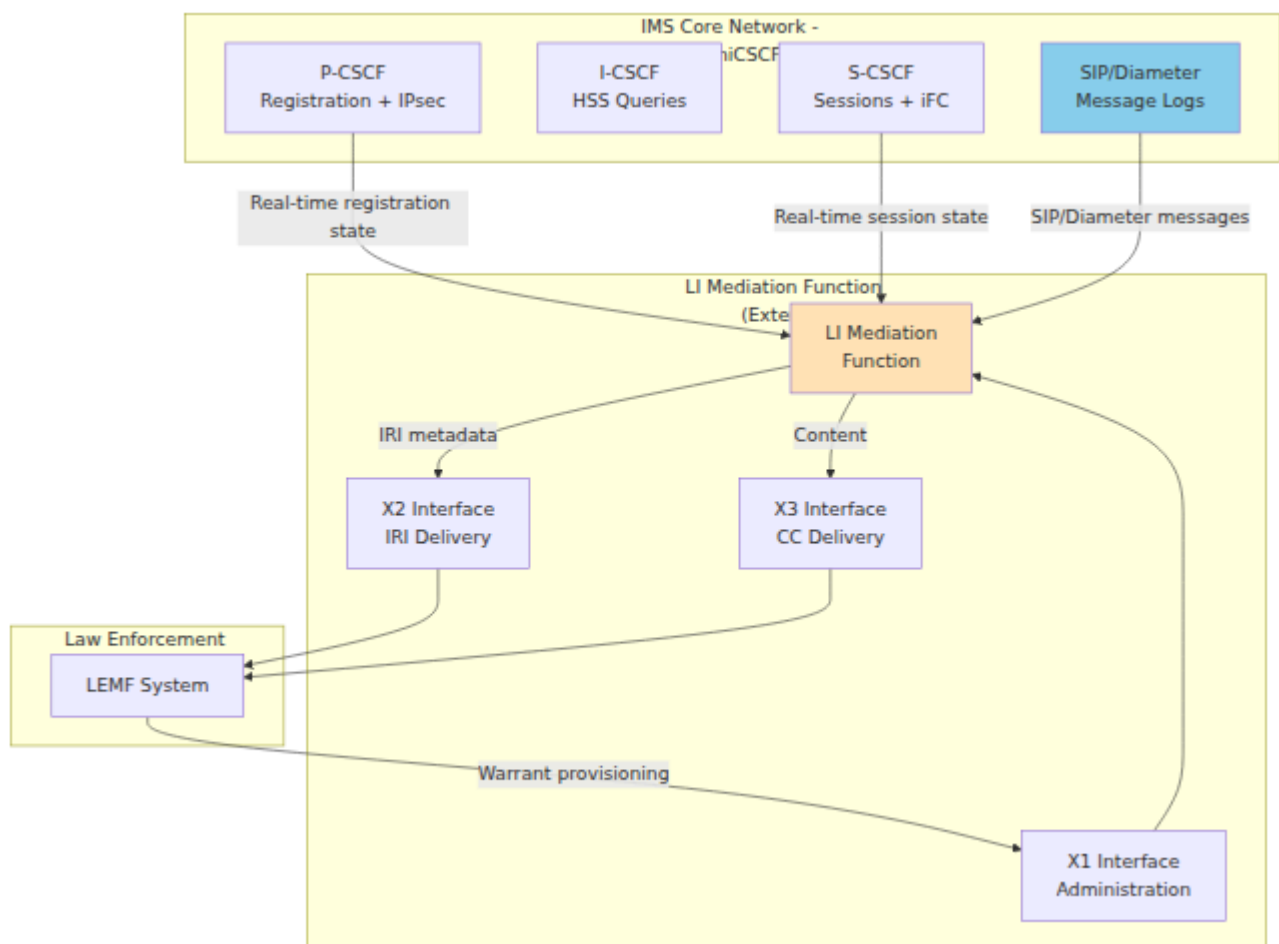 IMS Core Network -
niCSCF
P-CSCF
Registration + IPsec
I-CSCF
HSS Queries
S-CSCF
Sessions + iFC
SIP/Diameter
Message Logs
Real-time registration
state
Real-time session state
SIP/Diameter messages
LI Mediation Function
(Exte
LI Mediation
Function
IRI metadata
Content
X2 Interface
IRI Delivery
X3 Interface
CC Delivery
Law Enforcement
LEMF System
Warrant provisioning
X1 Interface
Administration